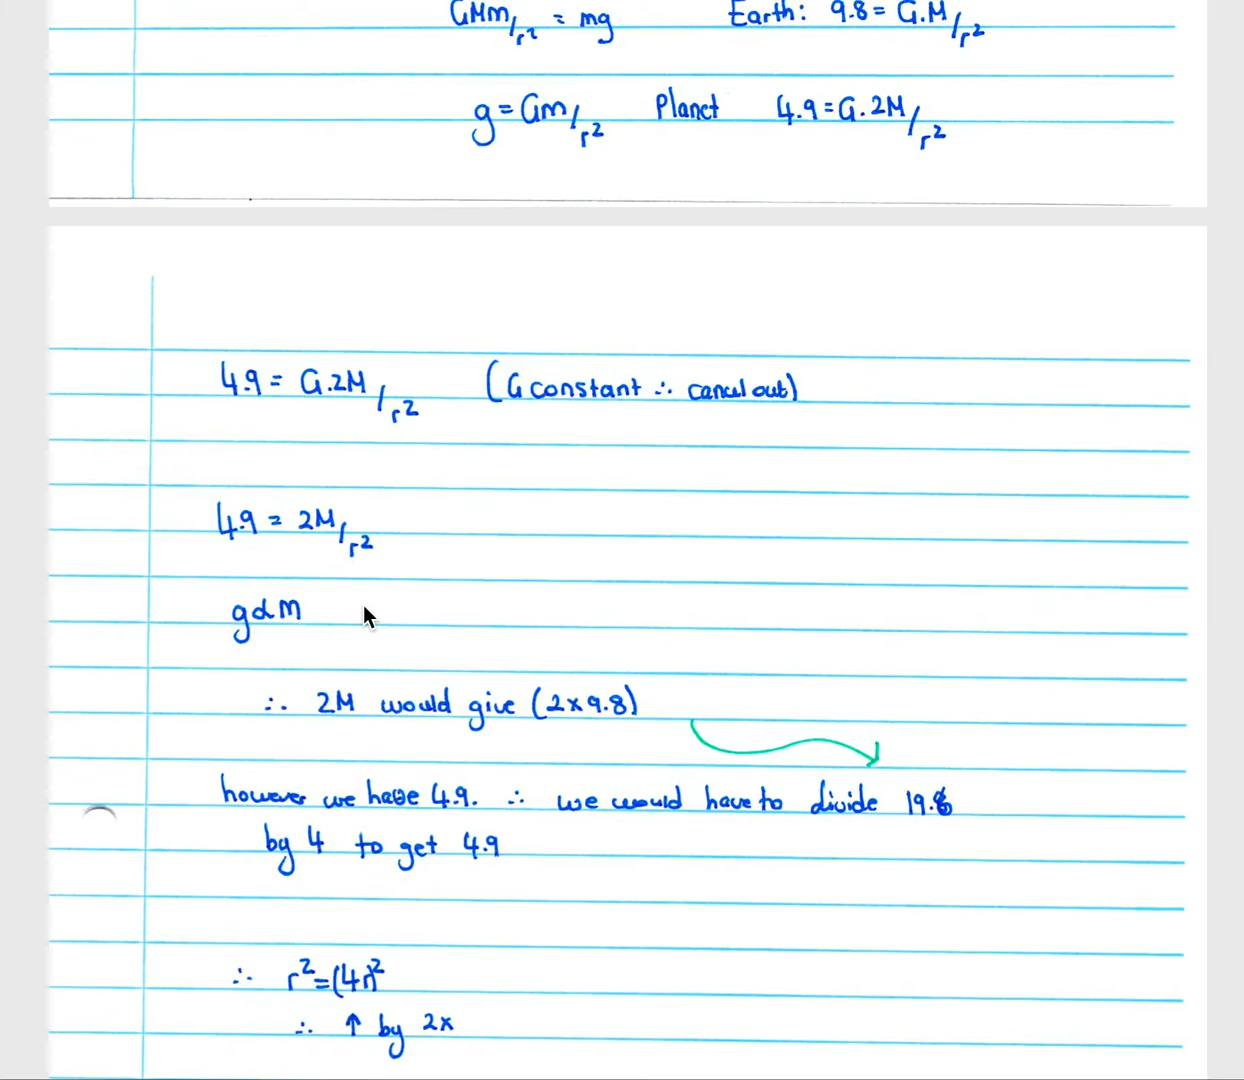 GMm/r² = mg Earth: 9.8 = G.M/r²
g = Gm/r² Planet 4.9 = G.2M/r²
4.9 = G.2M/r² (G constant ∴ cancel out)
4.9 = 2M/r²
g α m
∴ 2M would give (2x9.8)
however we have 4.9. ∴ we would have to divide 19.6
by 4 to get 4.9
∴ r² = (4r)²
∴ ↑ by 2x